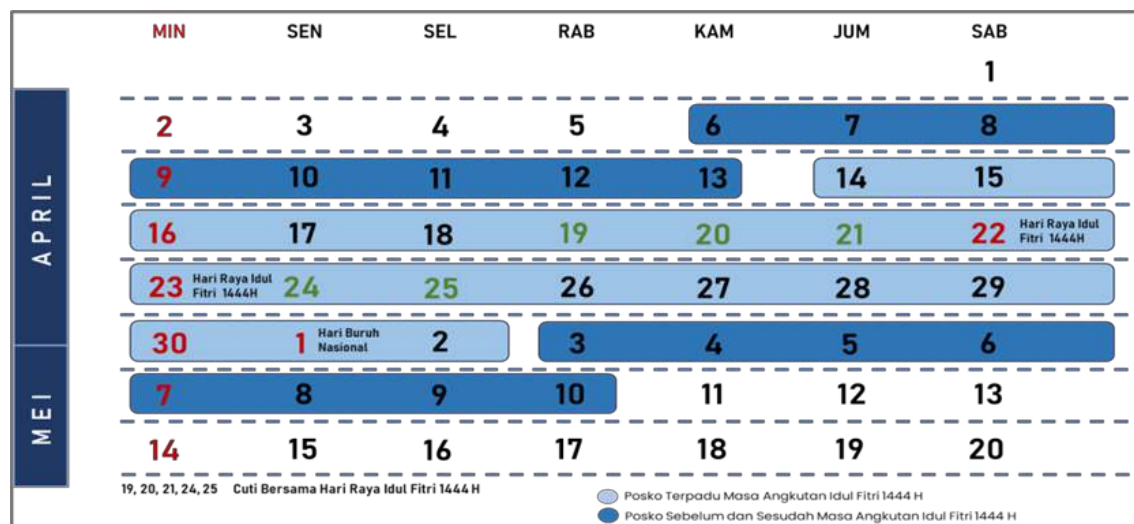 MIN SEN SEL RAB KAM JUM SAB
1
APRIL
2 3 4 5 6 7 8
9 10 11 12 13 14 15
16 17 18 19 20 21 22 Hari Raya Idul
Fitri 1444H
23 Hari Raya Idul
Fitri 1444H
24 25 26 27 28 29
30 1 Hari Buruh
Nasional
2 3 4 5 6
MEI
7 8 9 10 11 12 13
14 15 16 17 18 19 20
19, 20, 21, 24, 25 Cuti Bersama Hari Raya Idul Fitri 1444 H
Posko Terpadu Masa Angkutan Idul Fitri 1444 H
Posko Sebelum dan Sesudah Masa Angkutan Idul Fitri 1444 H